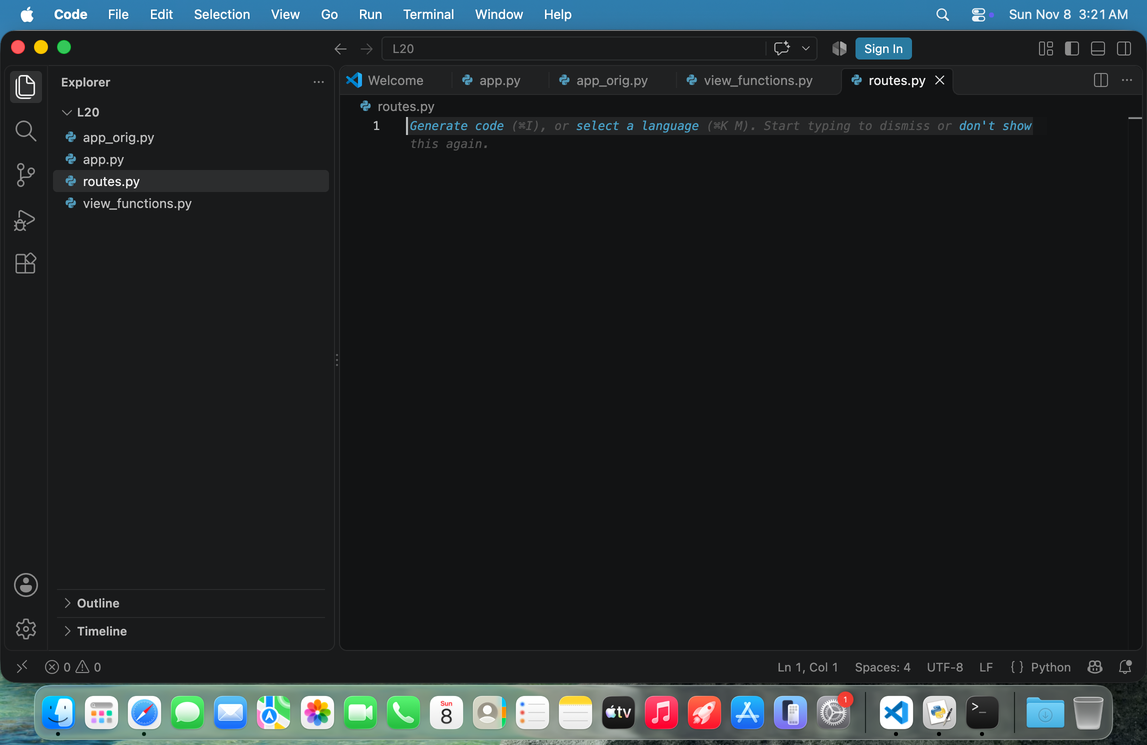 Code File Edit Selection View Go Run Terminal Window Help Sun Nov 8 3:21 AM
L20 Sign In
Explorer
L20
app_orig.py
app.py
routes.py
view_functions.py
Outline
Timeline
Welcome app.py app_orig.py view_functions.py routes.py
routes.py
1 Generate code (⌘I), or select a language (⌘K M). Start typing to dismiss or don't show
this again.
0 0 Ln 1, Col 1 Spaces: 4 UTF-8 LF {} Python
Sun
8
tv
1
>_